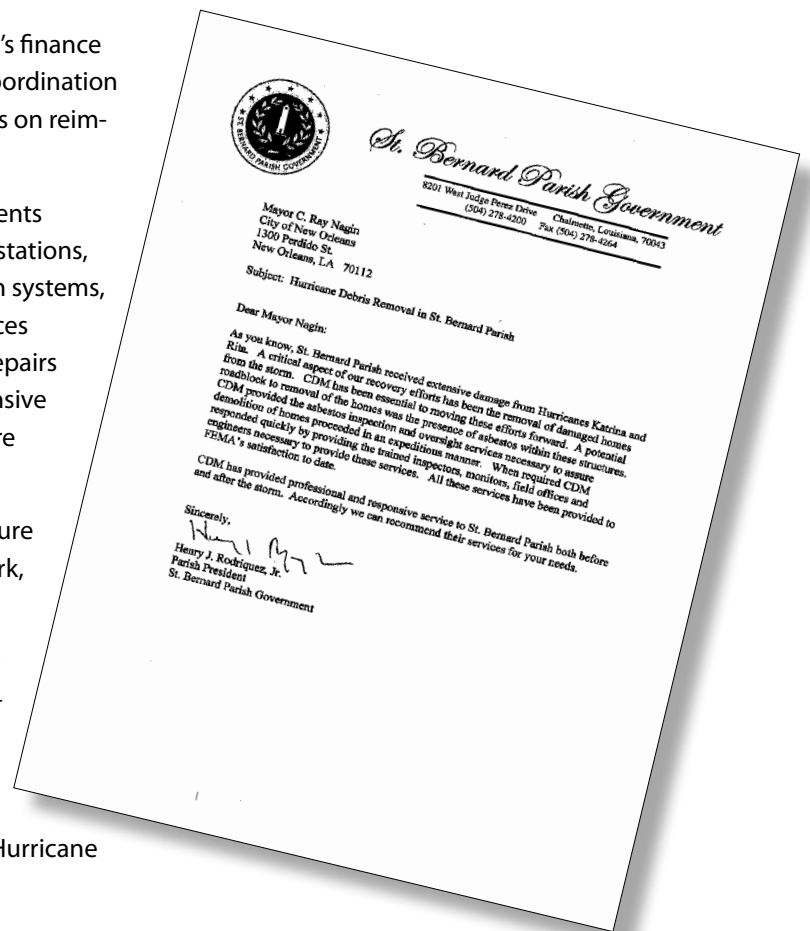 ’s finance
ordination
s on reim-
ents
stations,
n systems,
ces
epairs
nsive
re
ure
rk,
Hurricane
ST. BERNARD PARISH GOVERNMENT
St. Bernard Parish Government
8201 West Judge Perez Drive Chalmette, Louisiana, 70043
(504) 278-4200 Fax (504) 278-4264
Mayor C. Ray Nagin
City of New Orleans
1300 Perdido St.
New Orleans, LA 70112
Subject: Hurricane Debris Removal in St. Bernard Parish
Dear Mayor Nagin:
As you know, St. Bernard Parish received extensive damage from Hurricanes Katrina and
Rita. A critical aspect of our recovery efforts has been the removal of damaged homes
from the storm. CDM has been essential to moving these efforts forward. A potential
roadblock to removal of the homes was the presence of asbestos within these structures.
CDM provided the asbestos inspection and oversight services necessary to assure
demolition of homes proceeded in an expeditious manner. When required CDM
responded quickly by providing the trained inspectors, monitors, field offices and
engineers necessary to provide these services. All these services have been provided to
FEMA's satisfaction to date.
CDM has provided professional and responsive service to St. Bernard Parish both before
and after the storm. Accordingly we can recommend their services for your needs.
Sincerely,
Henry J. Rodriquez, Jr.
Parish President
St. Bernard Parish Government